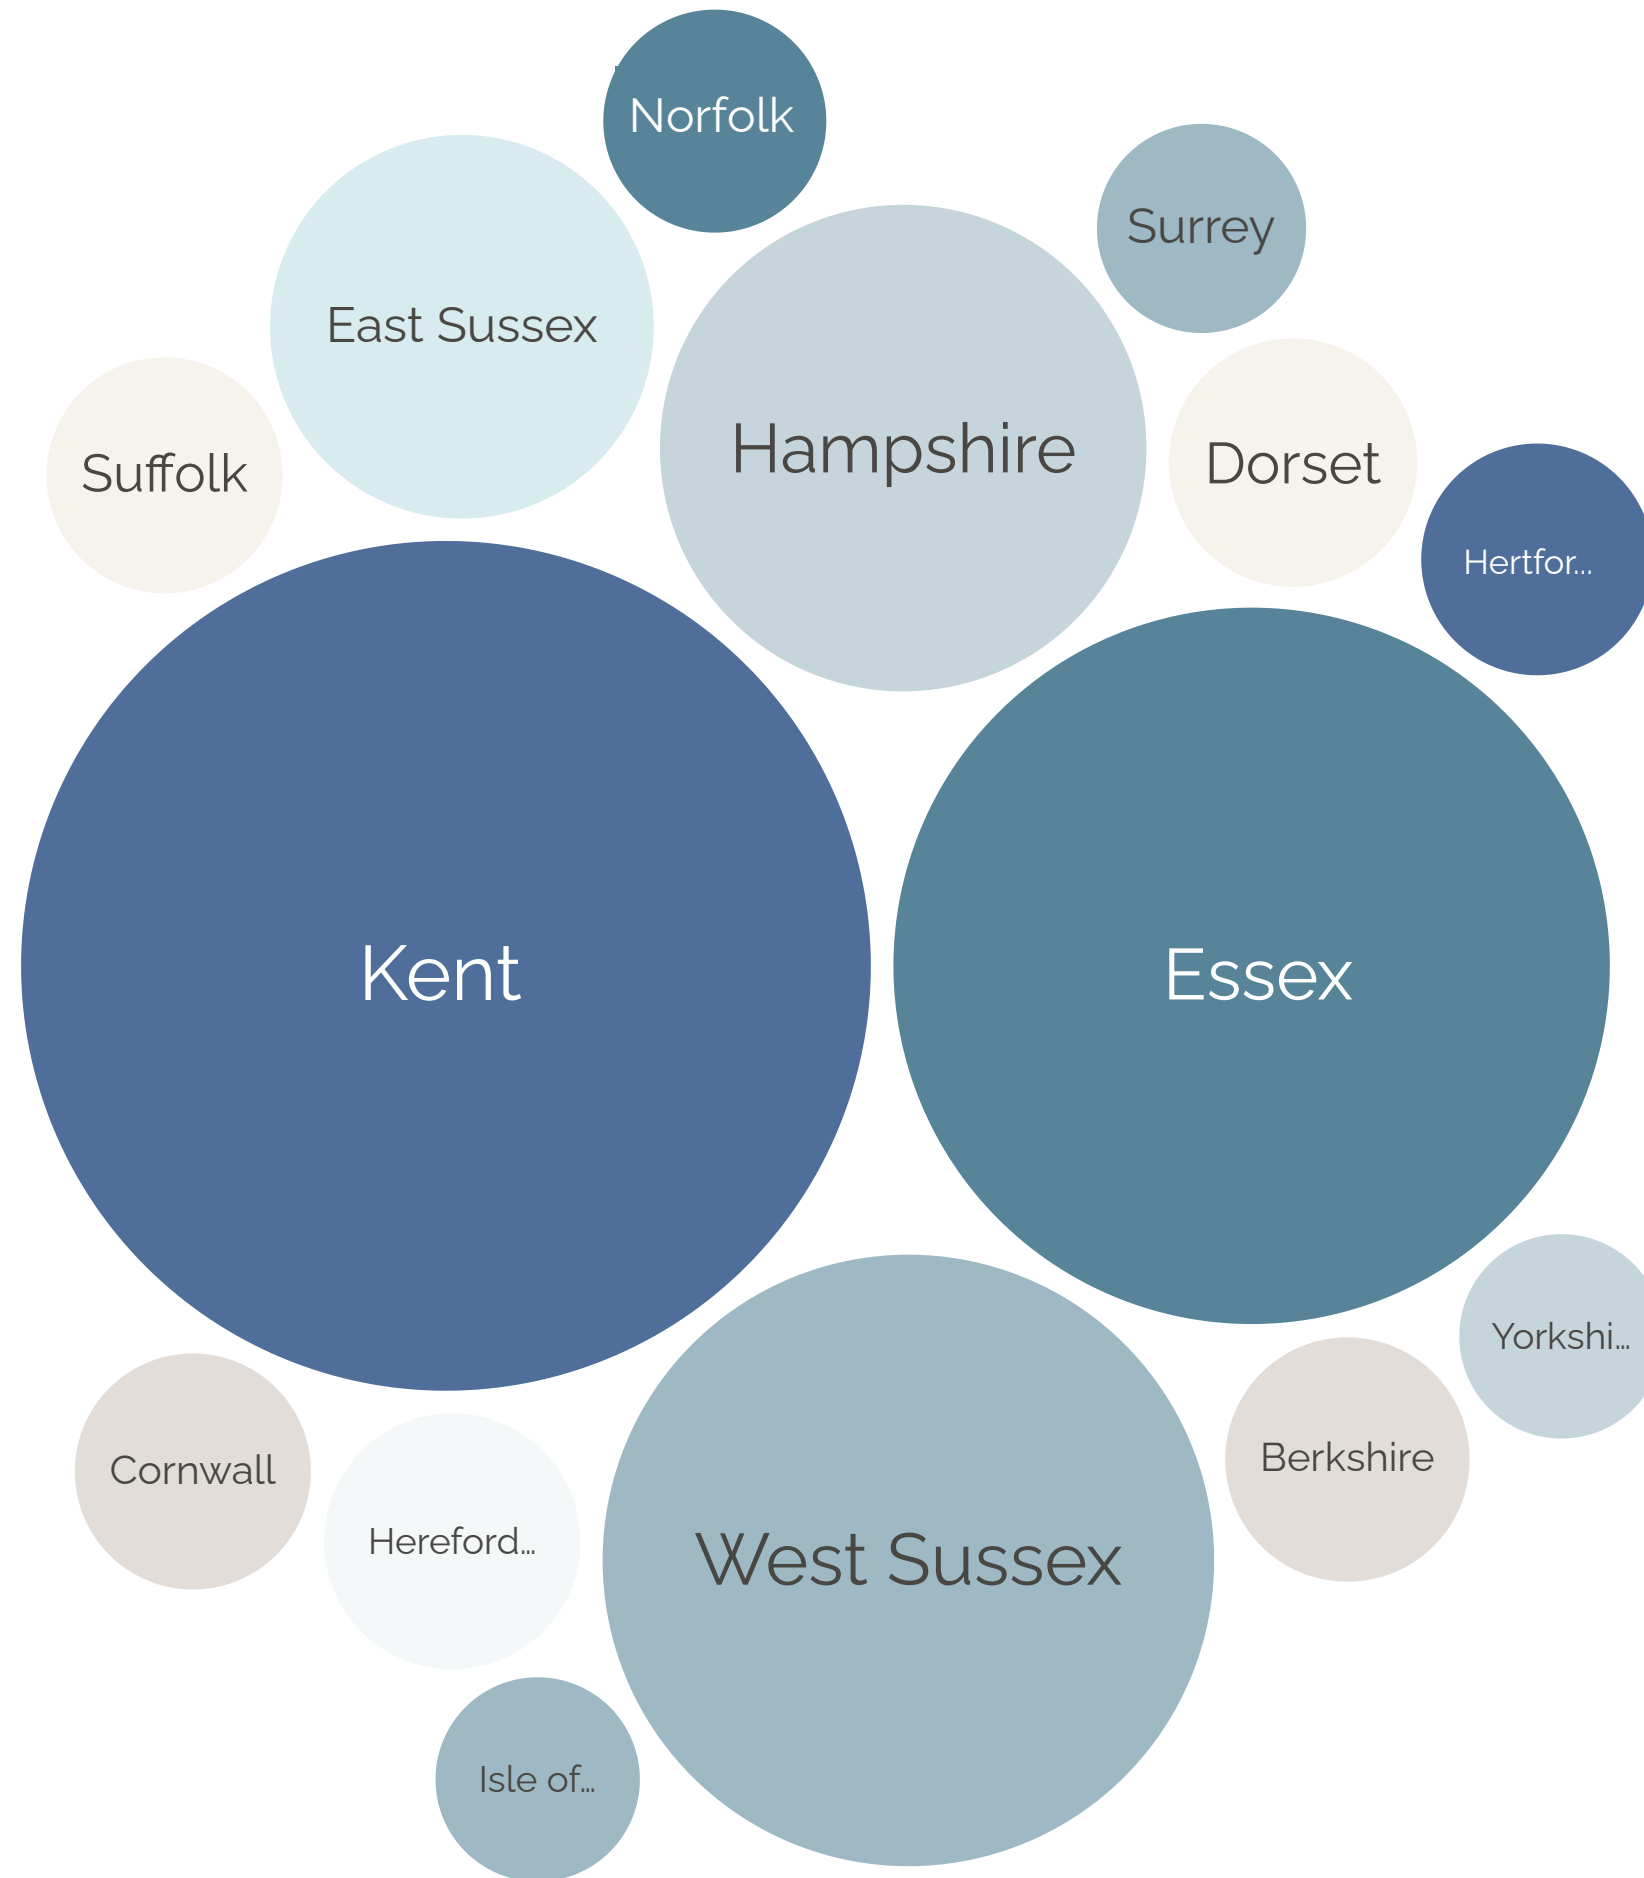 Norfolk
Surrey
East Sussex
Hampshire
Dorset
Suffolk
Hertfor...
Kent
Essex
Yorkshi...
Berkshire
Cornwall
Hereford...
West Sussex
Isle of...